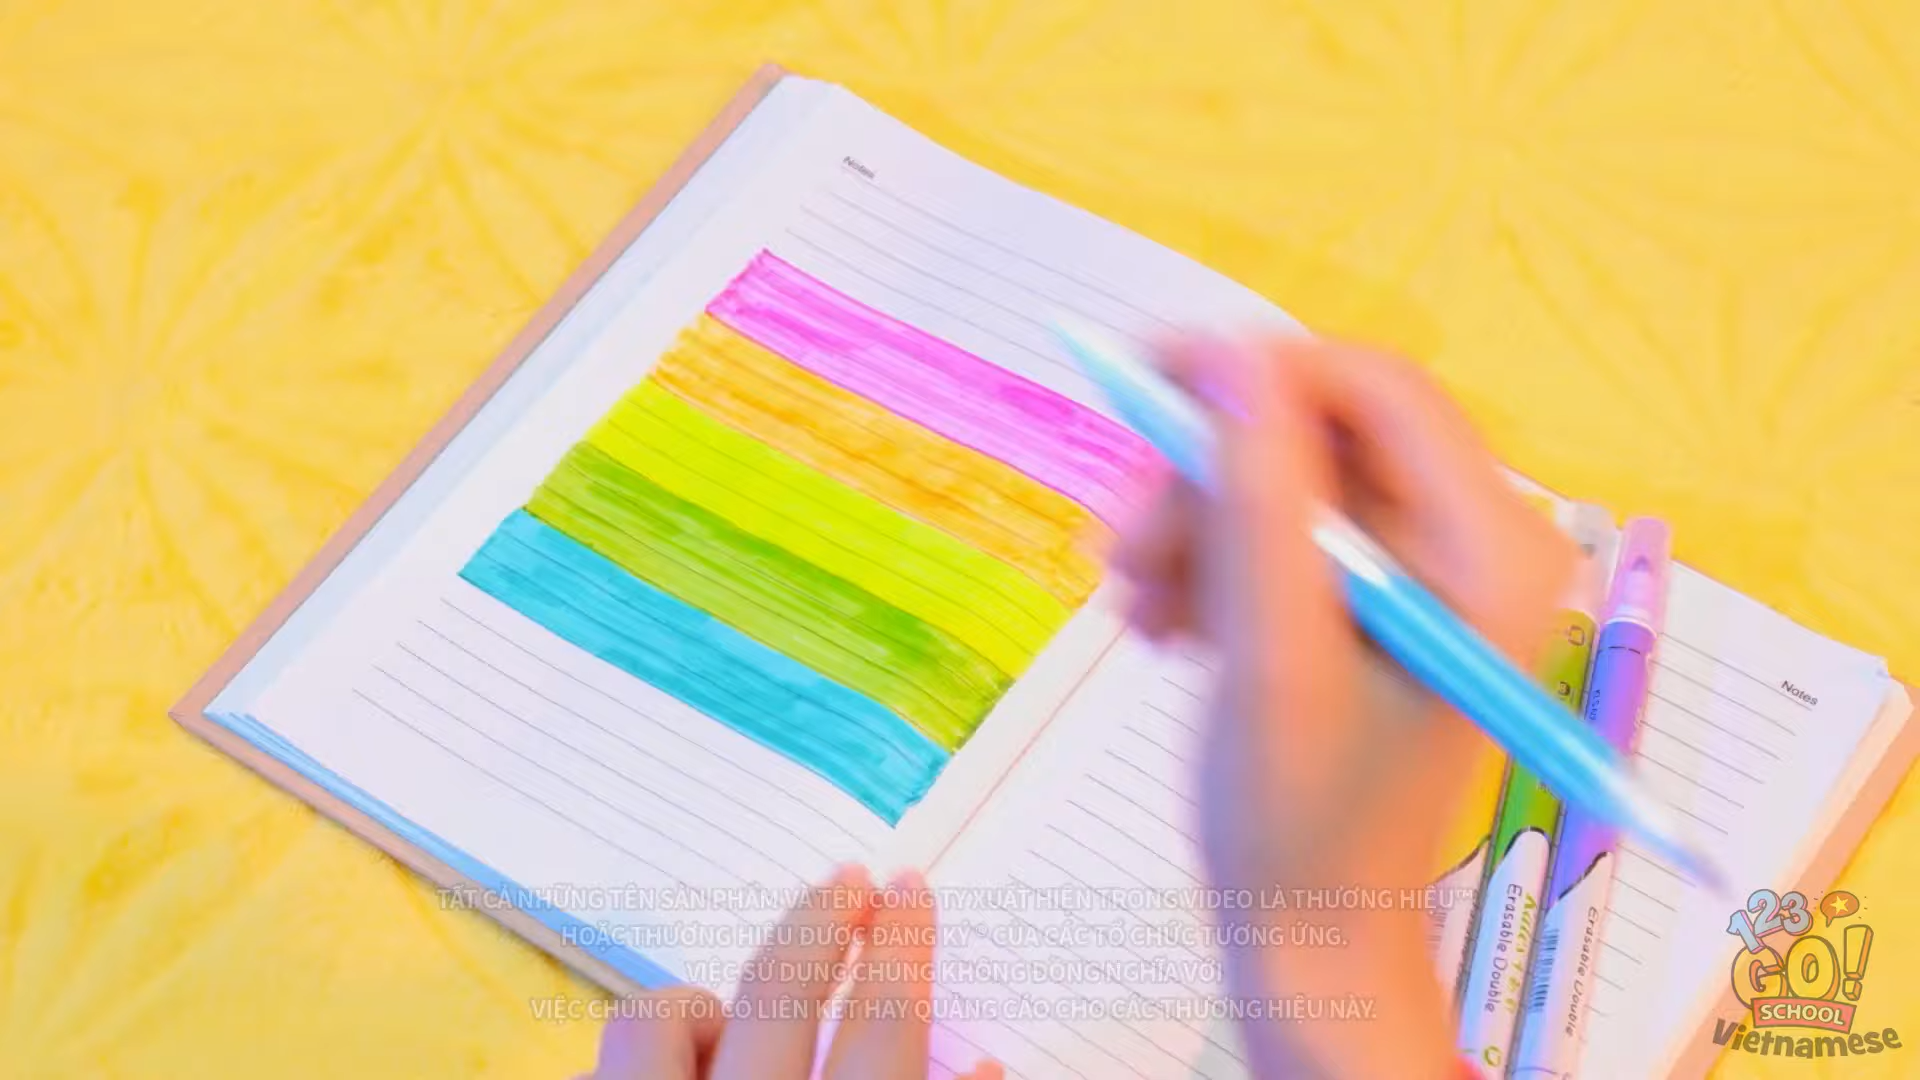 Notes
Notes
Erasable Double
Erasable Double
TẤT CẢ NHỮNG TÊN SẢN PHẨM VÀ TÊN CÔNG TY XUẤT HIỆN TRONG VIDEO LÀ THƯƠNG HIỆU™
HOẶC THƯƠNG HIỆU ĐƯỢC ĐĂNG KÝ® CỦA CÁC TỔ CHỨC TƯƠNG ỨNG.
VIỆC SỬ DỤNG CHÚNG KHÔNG ĐỒNG NGHĨA VỚI
VIỆC CHÚNG TÔI CÓ LIÊN KẾT HAY QUẢNG CÁO CHO CÁC THƯƠNG HIỆU NÀY.
123
GO!
SCHOOL
Vietnamese